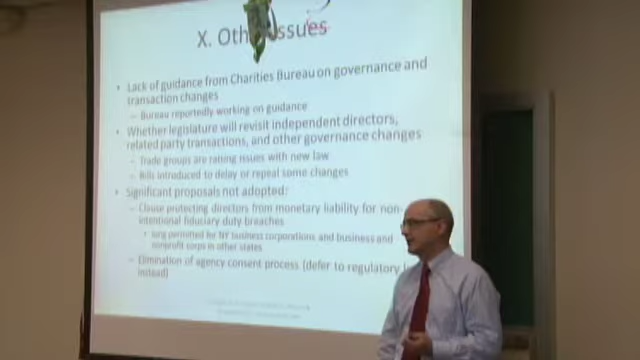 X. Oth Issues
• Lack of guidance from Charities Bureau on governance and
transaction changes
– Bureau reportedly working on guidance
• Whether legislature will revisit independent directors,
related party transactions, and other governance changes
– Trade groups are raising issues with new law
– Bills introduced to delay or repeal some changes
• Significant proposals not adopted:
– Clause protecting directors from monetary liability for non-
intentional fiduciary duty breaches
• long permitted for NY business corporations and business and
nonprofit corps in other states
– Elimination of agency consent process (defer to regulatory
instead)